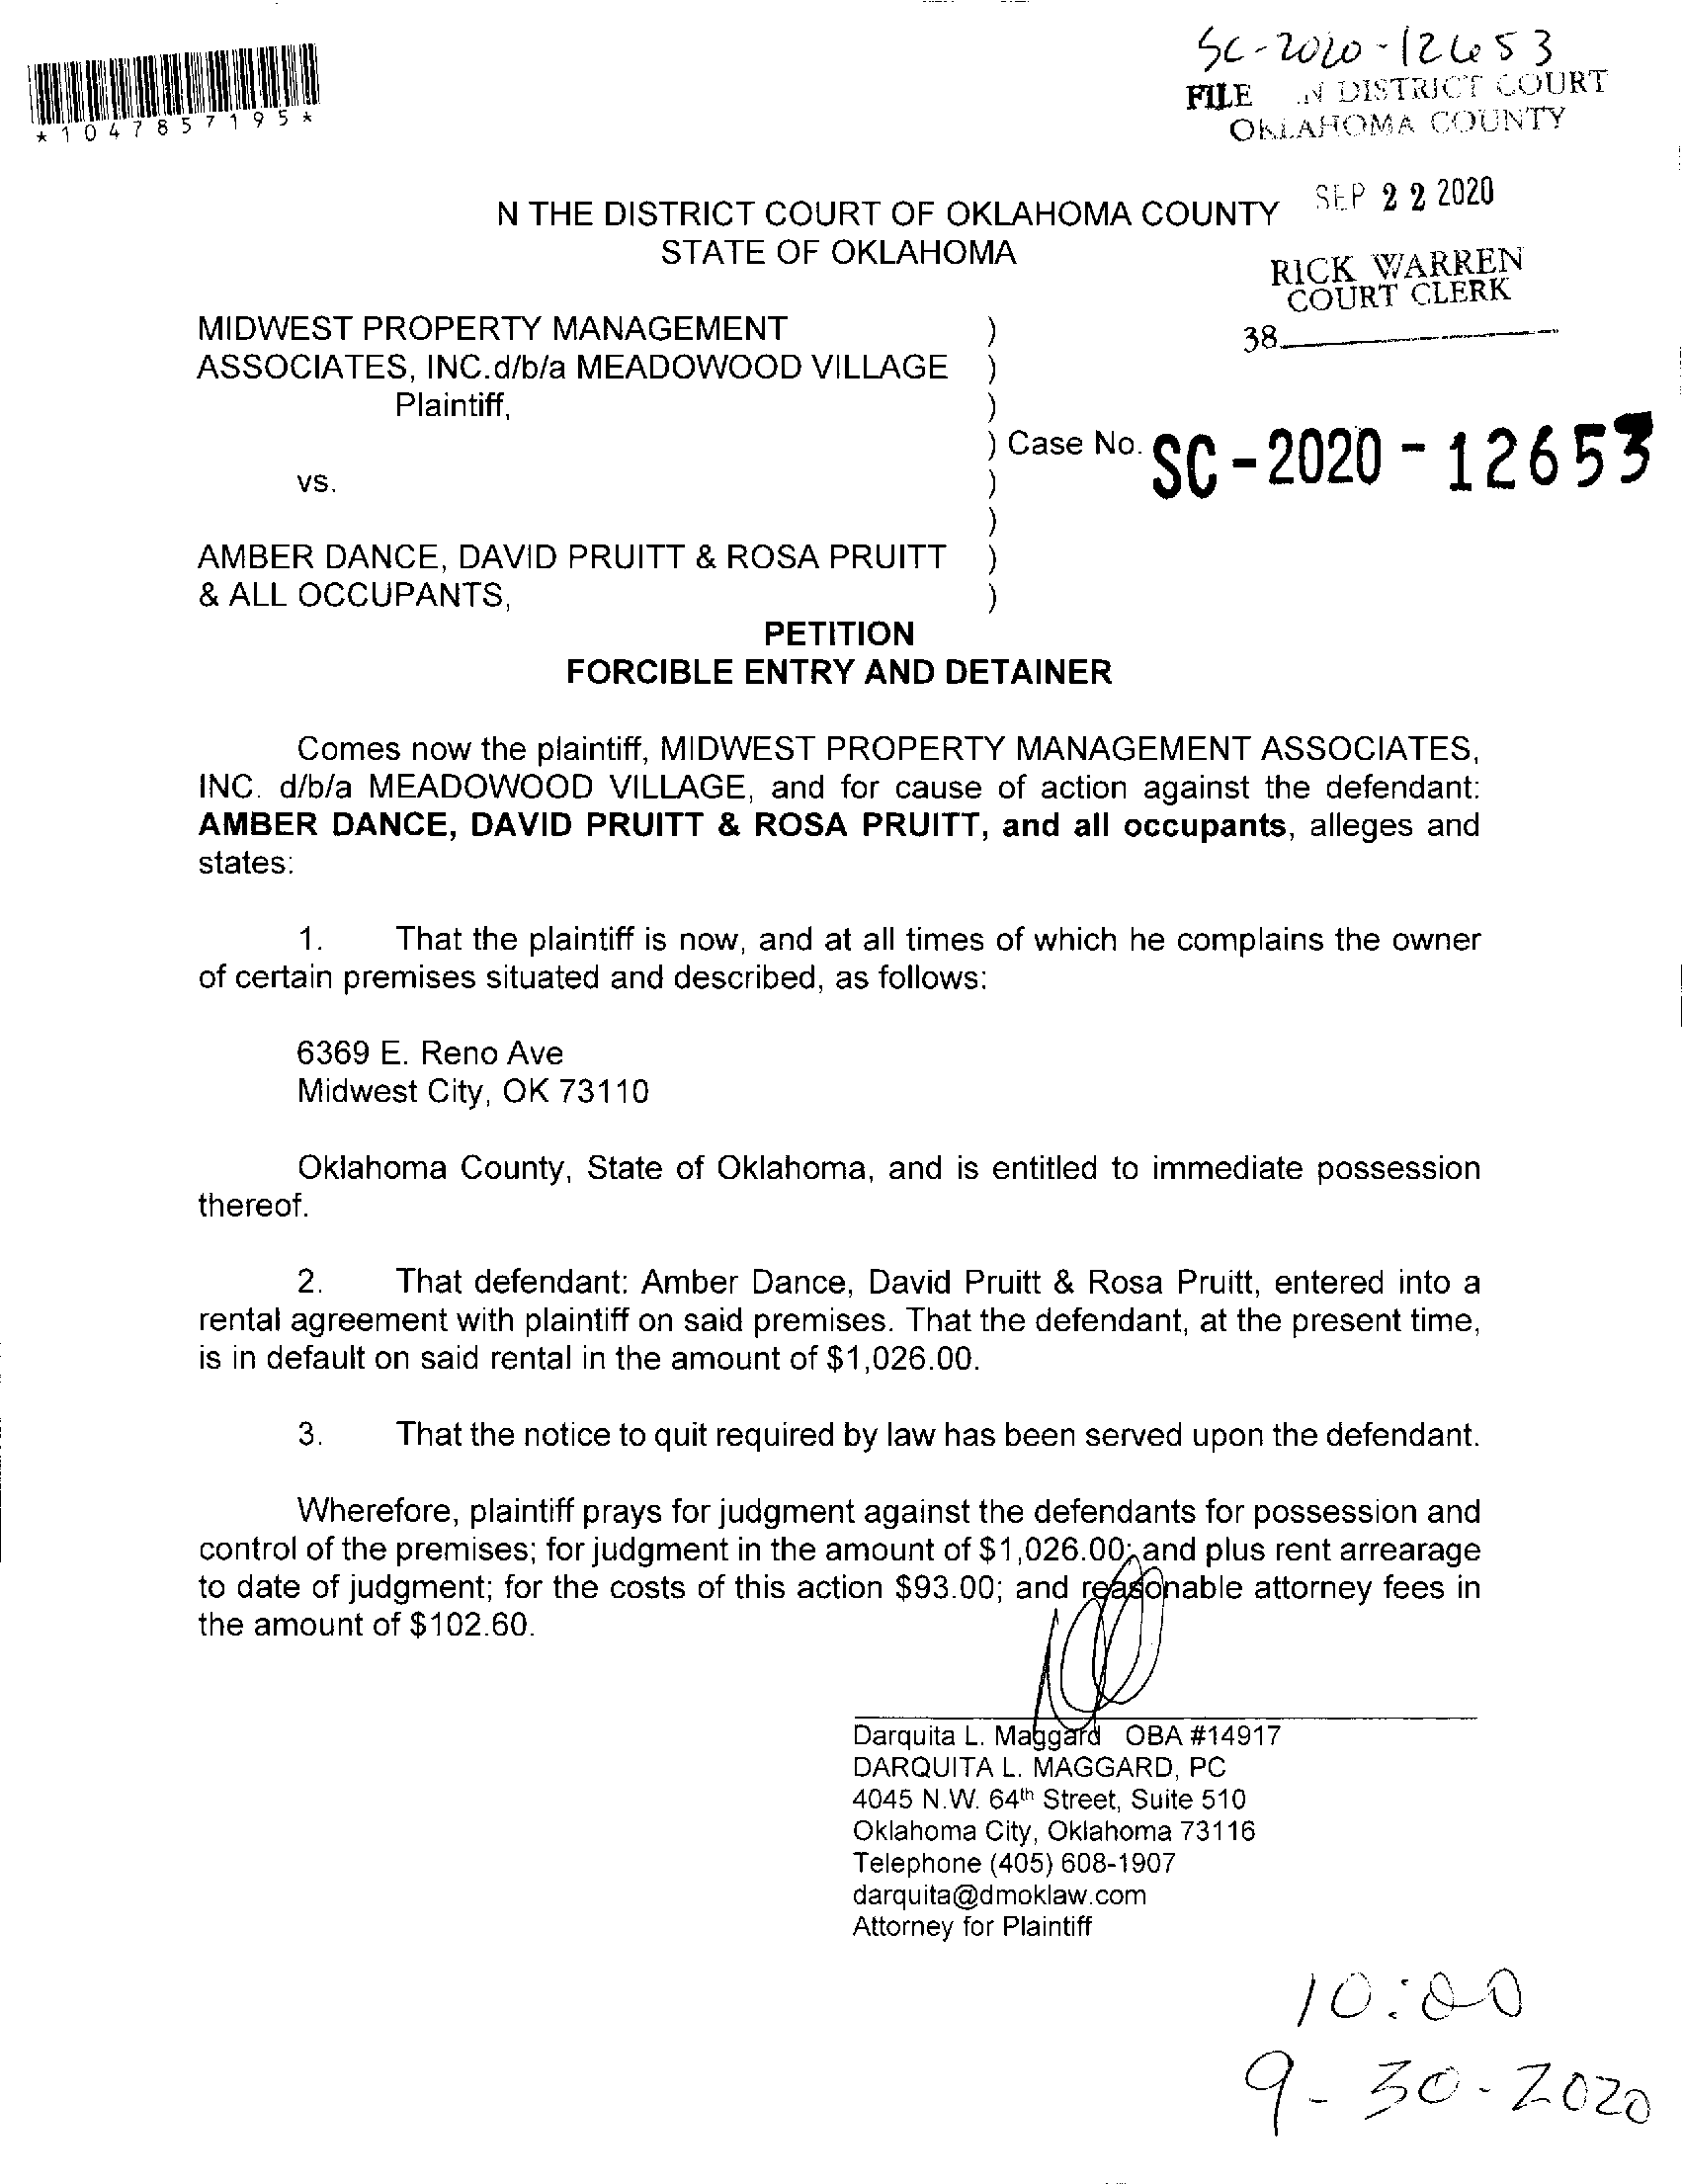 SC-2020-12653
FILE IN DISTRICT COURT
OKLAHOMA COUNTY
*1047857195*
SEP 22 2020
N THE DISTRICT COURT OF OKLAHOMA COUNTY
STATE OF OKLAHOMA
RICK WARREN
COURT CLERK
38
MIDWEST PROPERTY MANAGEMENT )
ASSOCIATES, INC.d/b/a MEADOWOOD VILLAGE )
Plaintiff, )
) Case No. SC-2020-12653
vs. )
)
AMBER DANCE, DAVID PRUITT & ROSA PRUITT )
& ALL OCCUPANTS, )
PETITION
FORCIBLE ENTRY AND DETAINER
Comes now the plaintiff, MIDWEST PROPERTY MANAGEMENT ASSOCIATES,
INC. d/b/a MEADOWOOD VILLAGE, and for cause of action against the defendant:
AMBER DANCE, DAVID PRUITT & ROSA PRUITT, and all occupants, alleges and
states:
1. That the plaintiff is now, and at all times of which he complains the owner
of certain premises situated and described, as follows:
6369 E. Reno Ave
Midwest City, OK 73110
Oklahoma County, State of Oklahoma, and is entitled to immediate possession
thereof.
2. That defendant: Amber Dance, David Pruitt & Rosa Pruitt, entered into a
rental agreement with plaintiff on said premises. That the defendant, at the present time,
is in default on said rental in the amount of $1,026.00.
3. That the notice to quit required by law has been served upon the defendant.
Wherefore, plaintiff prays for judgment against the defendants for possession and
control of the premises; for judgment in the amount of $1,026.00; and plus rent arrearage
to date of judgment; for the costs of this action $93.00; and reasonable attorney fees in
the amount of $102.60.
Darquita L. Maggard OBA #14917
DARQUITA L. MAGGARD, PC
4045 N.W. 64th Street, Suite 510
Oklahoma City, Oklahoma 73116
Telephone (405) 608-1907
darquita@dmoklaw.com
Attorney for Plaintiff
10:00
9-30-2020